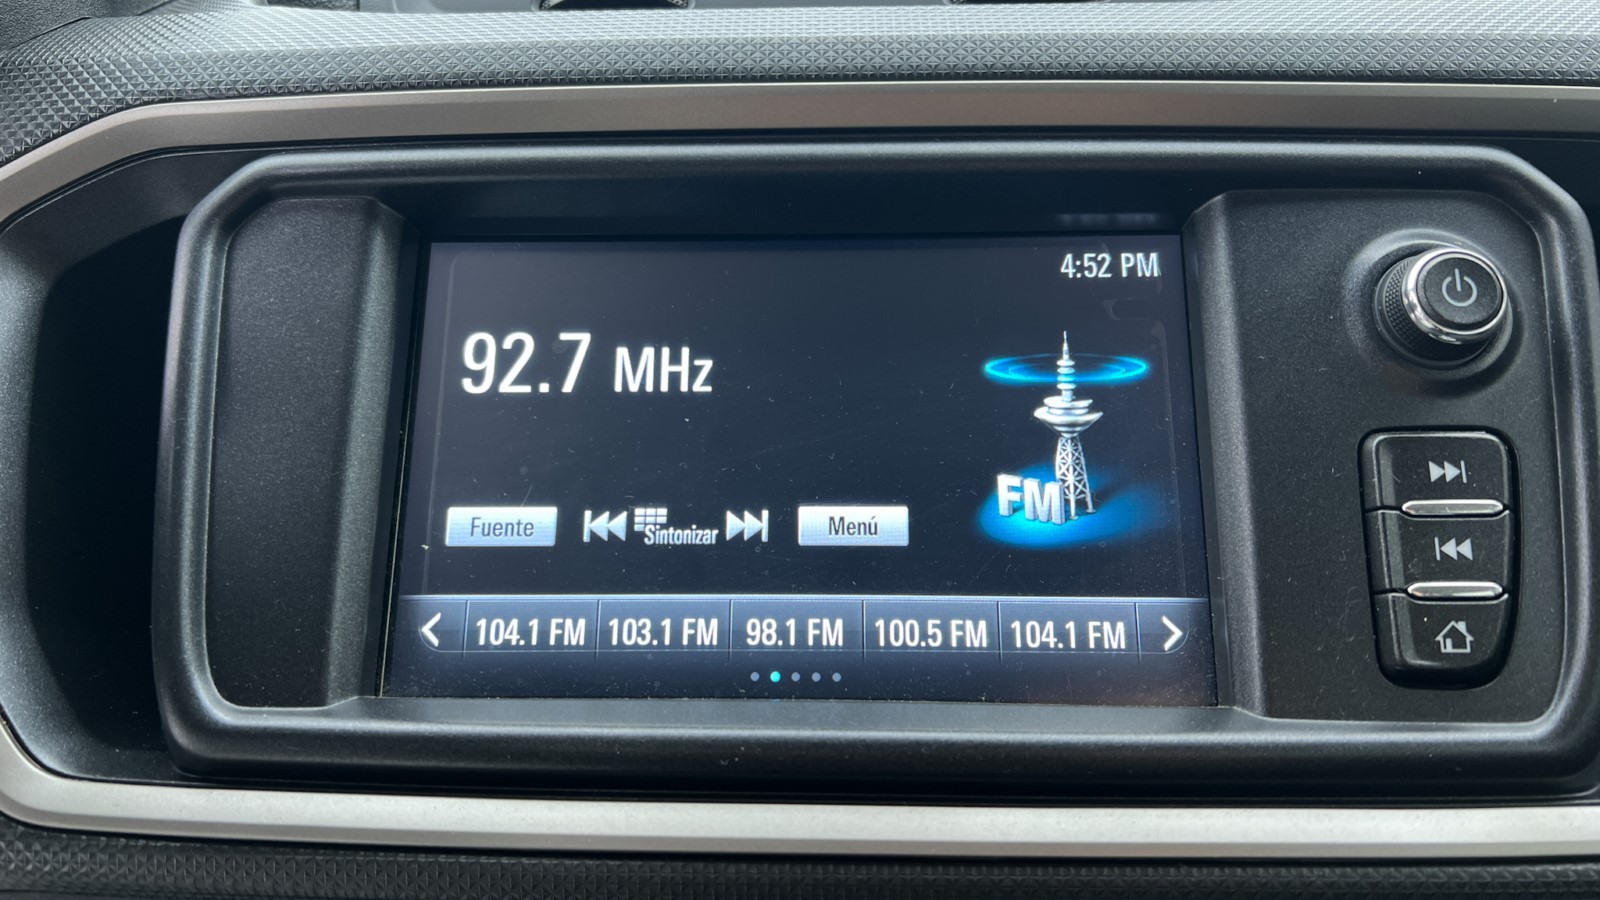 4:52 PM
92.7 MHz
FM
Fuente
Sintonizar
Menú
104.1 FM 103.1 FM 98.1 FM 100.5 FM 104.1 FM